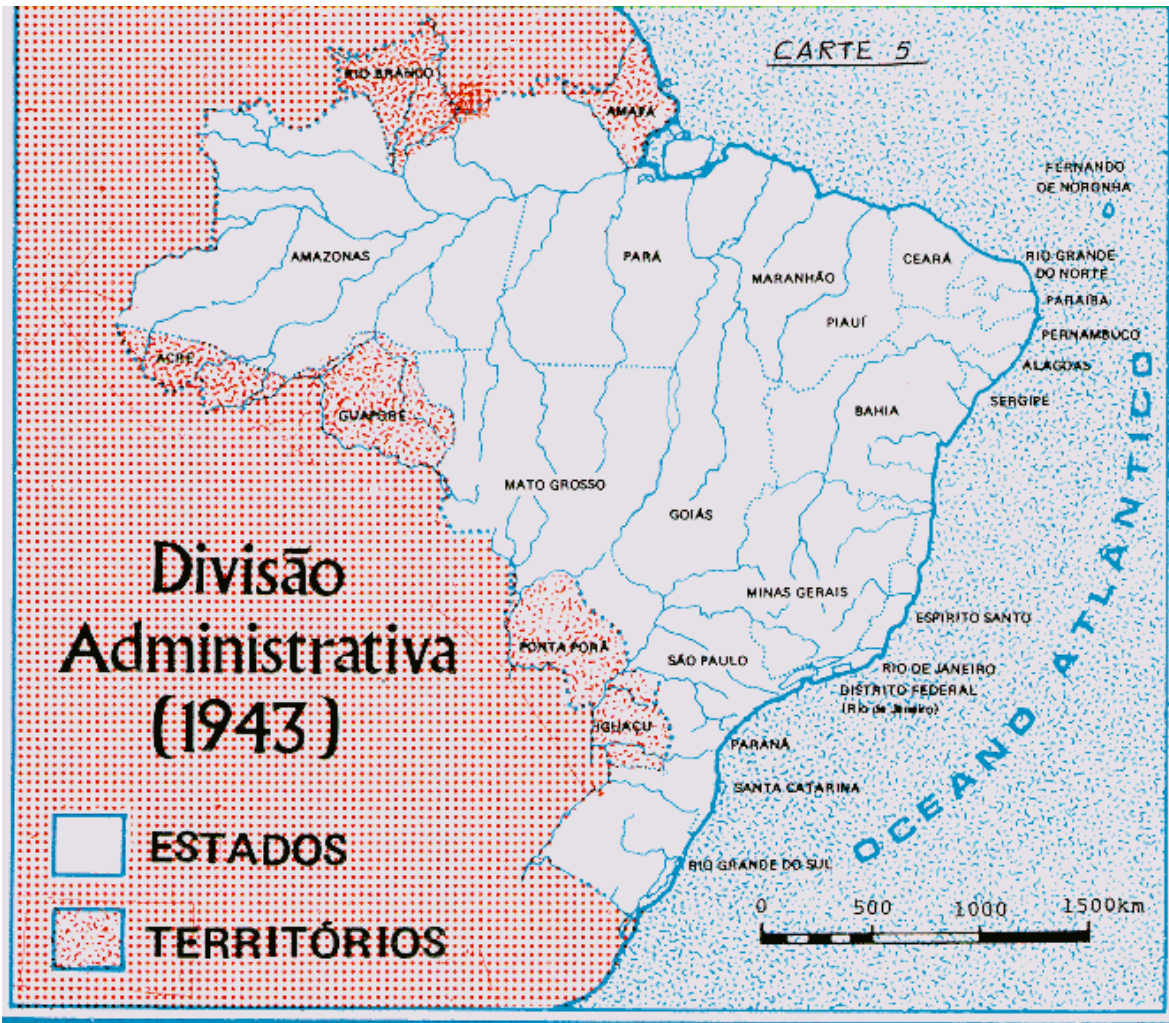 CARTE 5
RIO BRANCO
AMAPÁ
FERNANDO
DE NORONHA
AMAZONAS
PARÁ
MARANHÃO
CEARÁ
RIO GRANDE
DO NORTE
PARAIBA
PIAUÍ
PERNAMBUCO
ACRE
ALAGOAS
GUAPORÉ
BAHIA
SERGIPE
MATO GROSSO
GOIÁS
OCEANO ATLÂNTICO
Divisão
Administrativa
(1943)
MINAS GERAIS
ESPIRITO SANTO
PONTA PORÃ
SÃO PAULO
RIO DE JANEIRO
DISTRITO FEDERAL
(Rio de Janeiro)
IGUAÇU
PARANÁ
SANTA CATARINA
ESTADOS
RIO GRANDE DO SUL
0 500 1000 1500km
TERRITÓRIOS